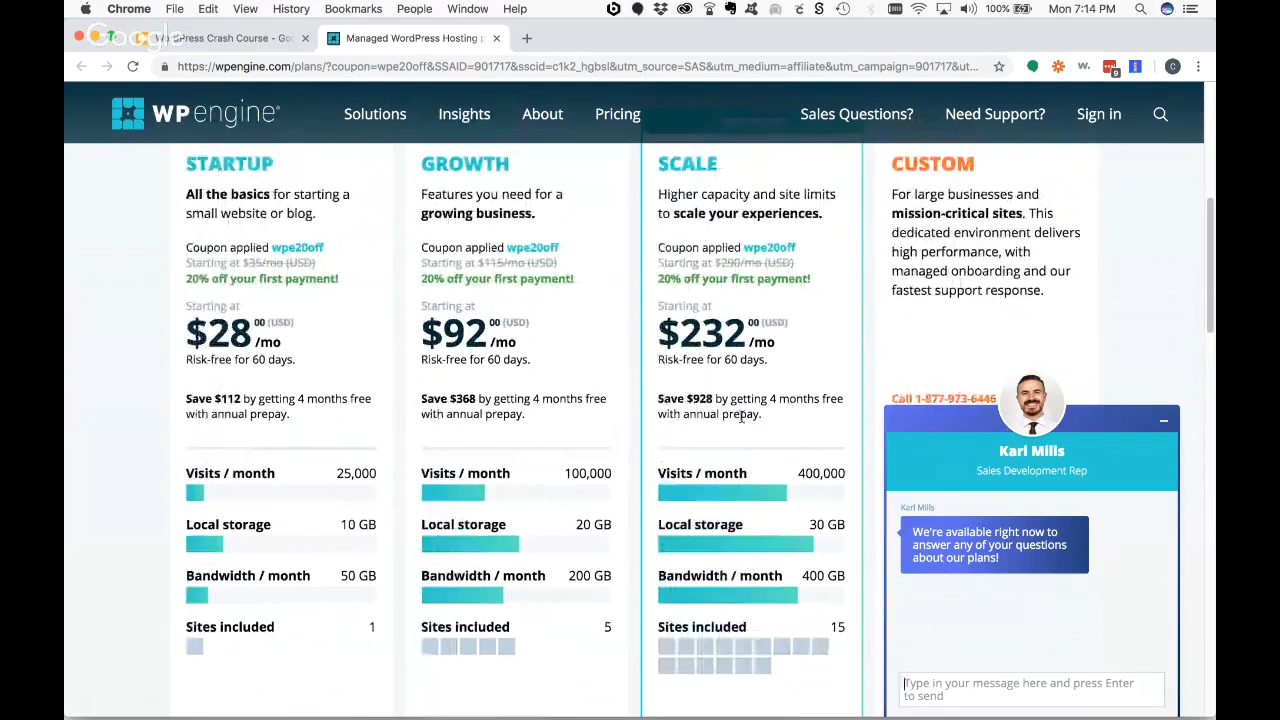 Chrome File Edit View History Bookmarks People Window Help 100% Mon 7:14 PM
Google
WordPress Crash Course - Go
Managed WordPress Hosting p
https://wpengine.com/plans/?coupon=wpe20off&SSAID=901717&sscid=c1k2_hgbsl&utm_source=SAS&utm_medium=affiliate&utm_campaign=901717&ut...
WP engine Solutions Insights About Pricing Sales Questions? Need Support? Sign in
STARTUP
All the basics for starting a
small website or blog.
Coupon applied wpe20off
Starting at $35/mo (USD)
20% off your first payment!
Starting at
$28 00 (USD) /mo
Risk-free for 60 days.
Save $112 by getting 4 months free
with annual prepay.
Visits / month 25,000
Local storage 10 GB
Bandwidth / month 50 GB
Sites included 1
GROWTH
Features you need for a
growing business.
Coupon applied wpe20off
Starting at $115/mo (USD)
20% off your first payment!
Starting at
$92 00 (USD) /mo
Risk-free for 60 days.
Save $368 by getting 4 months free
with annual prepay.
Visits / month 100,000
Local storage 20 GB
Bandwidth / month 200 GB
Sites included 5
SCALE
Higher capacity and site limits
to scale your experiences.
Coupon applied wpe20off
Starting at $290/mo (USD)
20% off your first payment!
Starting at
$232 00 (USD) /mo
Risk-free for 60 days.
Save $928 by getting 4 months free
with annual prepay.
Visits / month 400,000
Local storage 30 GB
Bandwidth / month 400 GB
Sites included 15
CUSTOM
For large businesses and
mission-critical sites. This
dedicated environment delivers
high performance, with
managed onboarding and our
fastest support response.
Call 1-877-973-6446
Karl Mills
Sales Development Rep
Karl Mills
We're available right now to
answer any of your questions
about our plans!
Type in your message here and press Enter
to send